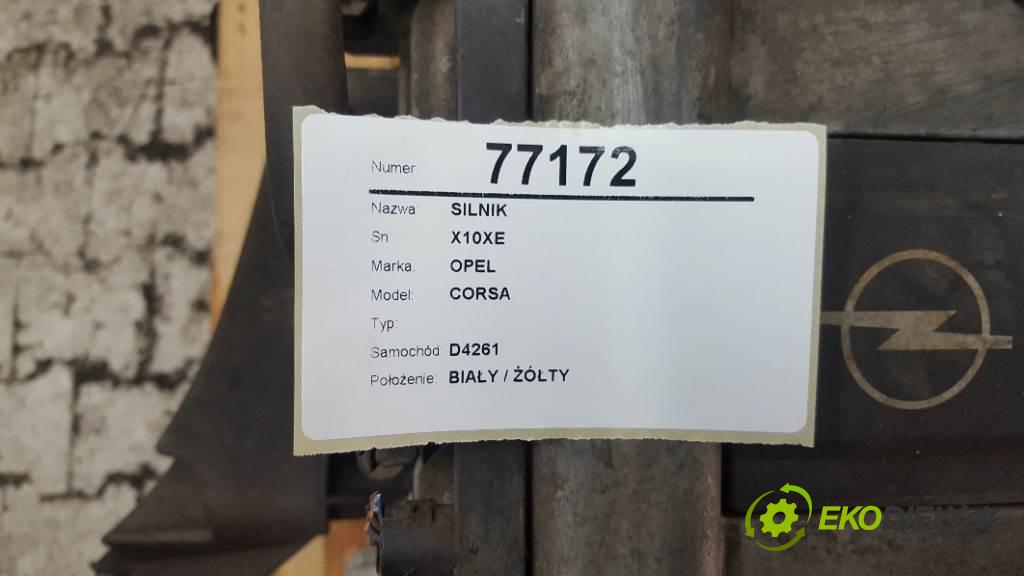 Numer: 77172
Nazwa: SILNIK
Sn X10XE
Marka: OPEL
Model: CORSA
Typ:
Samochód: D4261
Położenie: BIAŁY / ŻÓŁTY
EKO